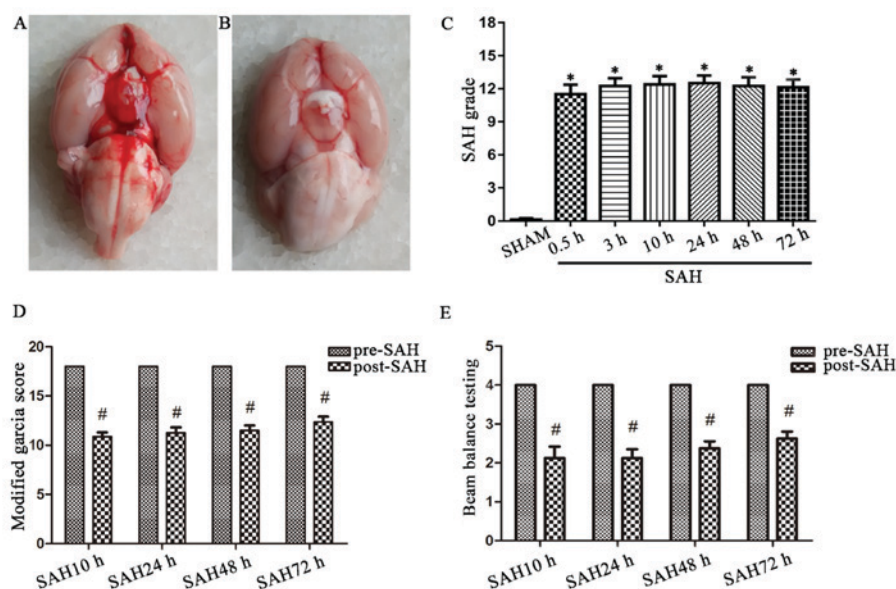 A
B
C
SAH grade
18
15
12
9
6
3
0
* * * * * *
SHAM
0.5 h
3 h
10 h
24 h
48 h
72 h
SAH
D
Modified garcia score
20
15
10
5
0
pre-SAH
post-SAH
# # # #
SAH10 h
SAH24 h
SAH48 h
SAH72 h
E
Beam balance testing
5
4
3
2
1
0
pre-SAH
post-SAH
# # # #
SAH10 h
SAH24 h
SAH48 h
SAH72 h